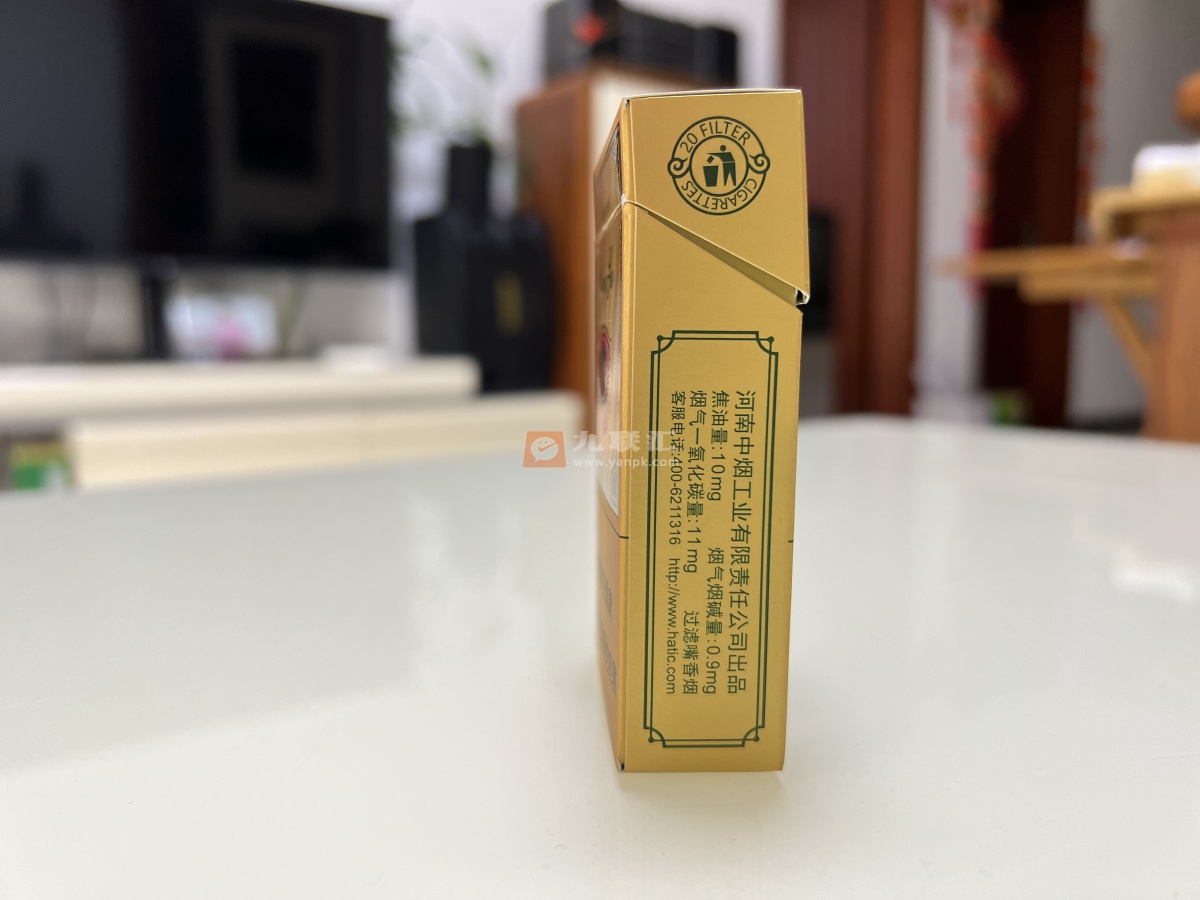 20 FILTER
CIGARETTES
河南中烟工业有限责任公司出品
焦油量:10mg 烟气烟碱量:0.9mg
烟气一氧化碳量:11mg 过滤嘴香烟
客服电话:400-6211316 http://www.hatic.com
九联汇
www.yanpk.com